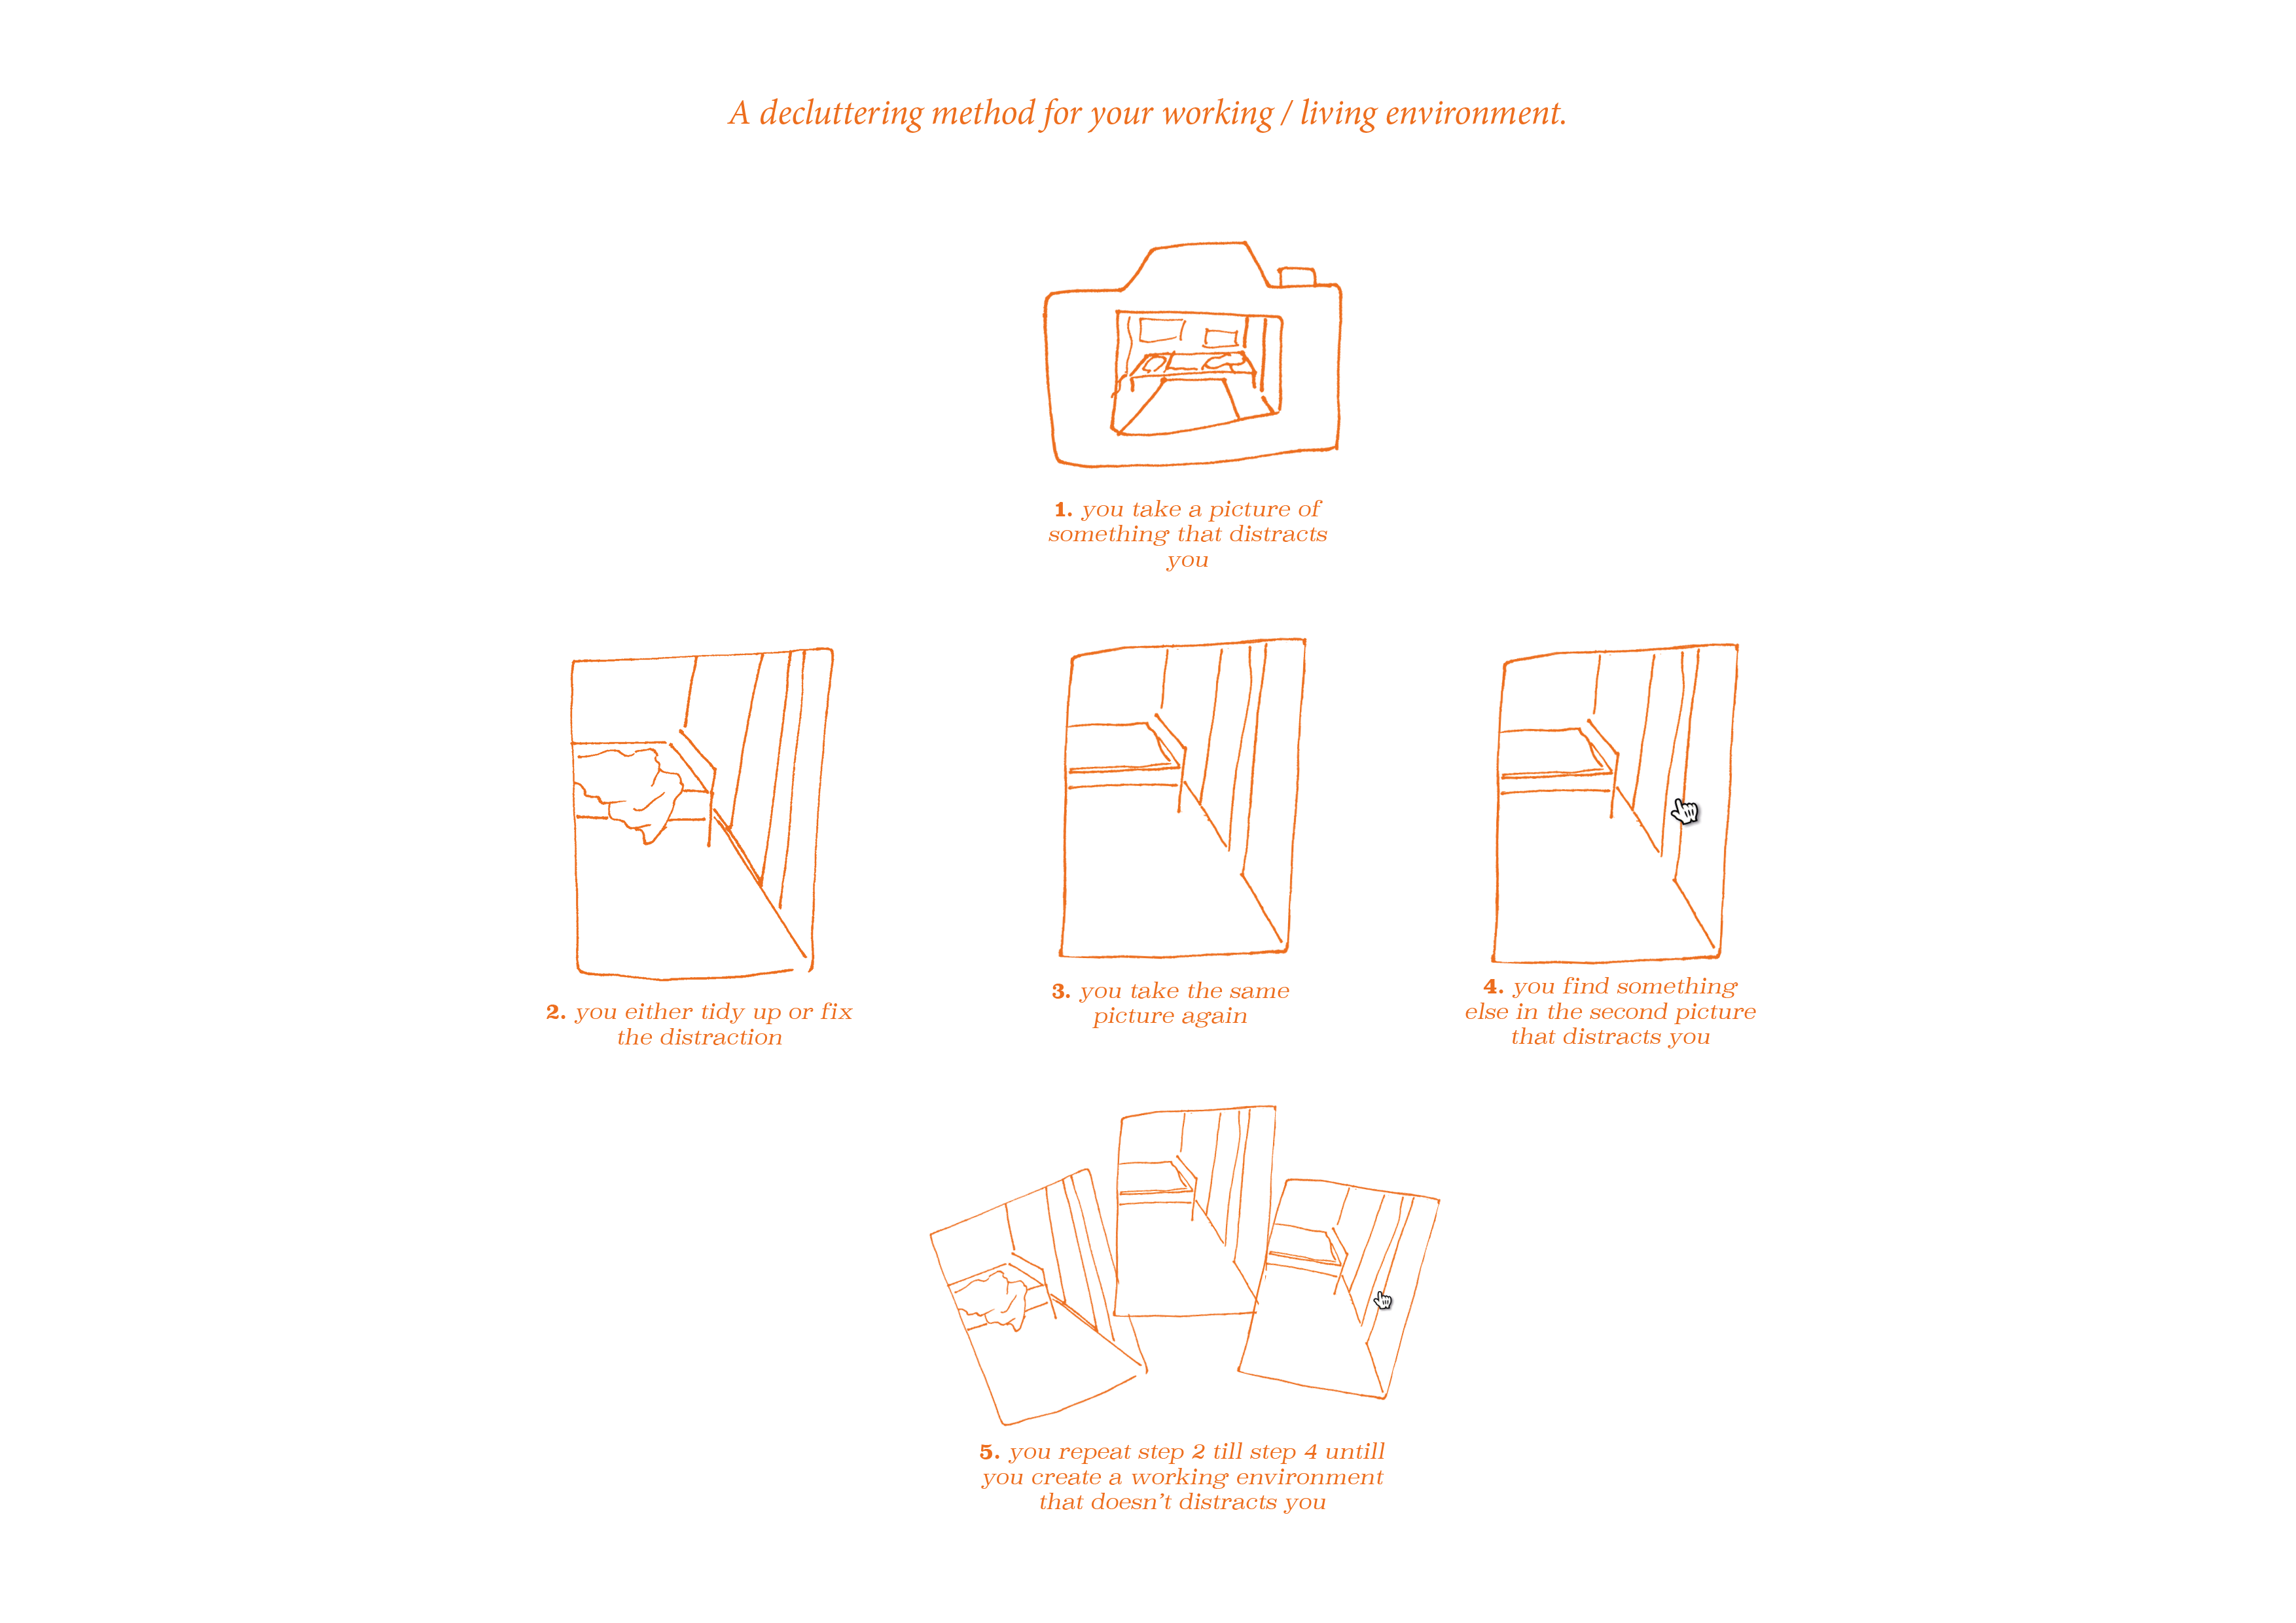 A decluttering method for your working / living environment.
1. you take a picture of
something that distracts
you
2. you either tidy up or fix
the distraction
3. you take the same
picture again
4. you find something
else in the second picture
that distracts you
5. you repeat step 2 till step 4 untill
you create a working environment
that doesn't distracts you